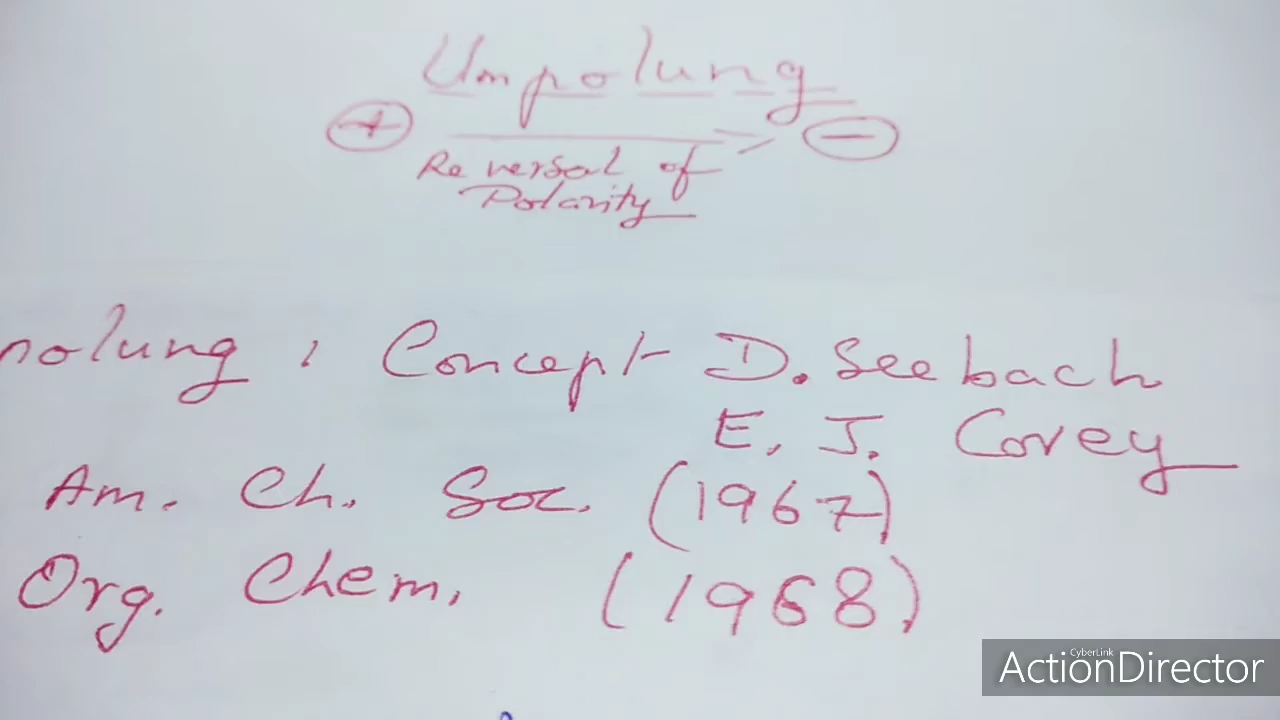 Umpolung
+ → −
Reversal of
Polarity
nolung : Concept D. Seebach
E. J. Corey
Am. Ch. Soc. (1967)
Org. Chem. (1968)
CyberLink
ActionDirector